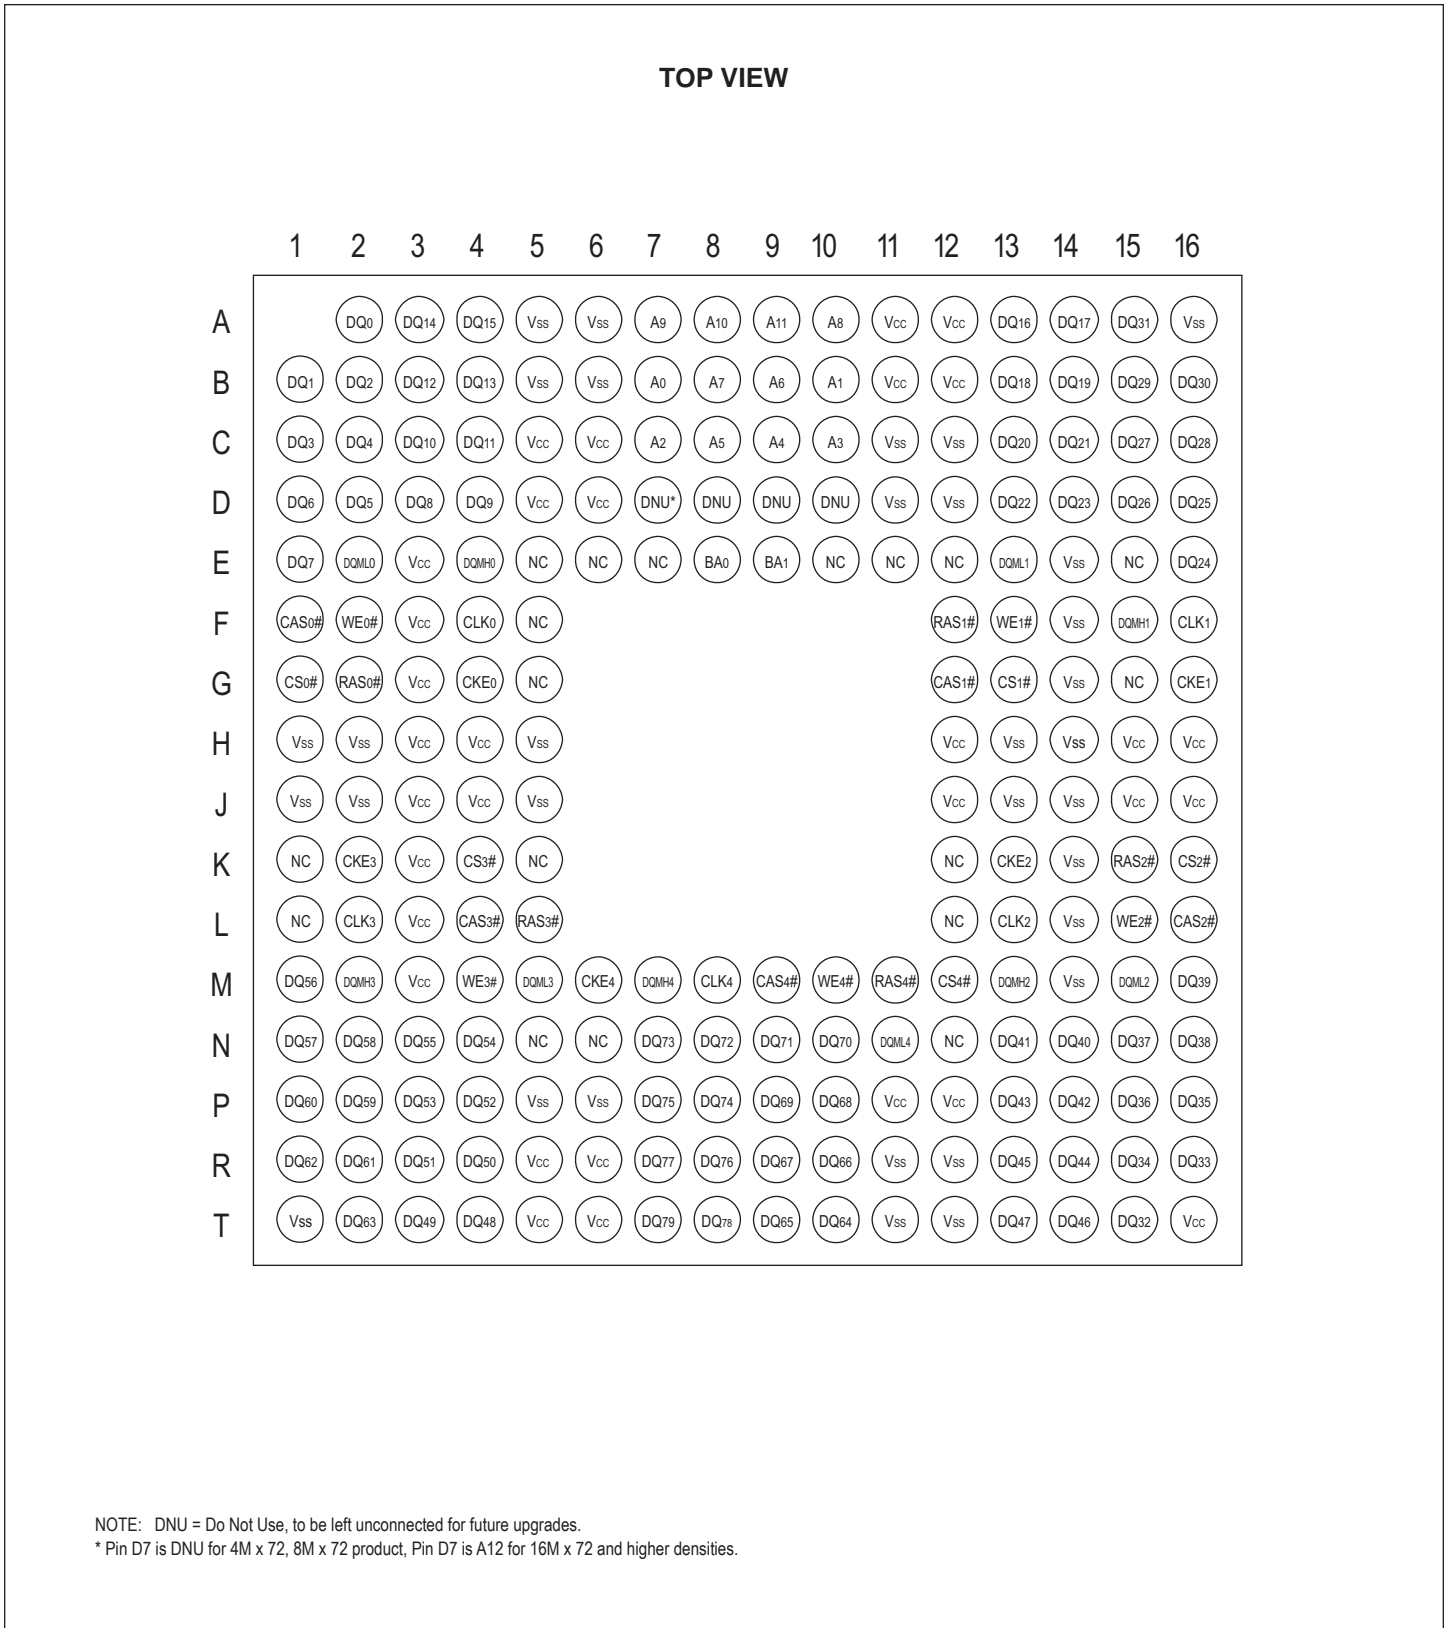 TOP VIEW
1 2 3 4 5 6 7 8 9 10 11 12 13 14 15 16
A DQ0 DQ14 DQ15 Vss Vss A9 A10 A11 A8 Vcc Vcc DQ16 DQ17 DQ31 Vss
B DQ1 DQ2 DQ12 DQ13 Vss Vss A0 A7 A6 A1 Vcc Vcc DQ18 DQ19 DQ29 DQ30
C DQ3 DQ4 DQ10 DQ11 Vcc Vcc A2 A5 A4 A3 Vss Vss DQ20 DQ21 DQ27 DQ28
D DQ6 DQ5 DQ8 DQ9 Vcc Vcc DNU* DNU DNU DNU Vss Vss DQ22 DQ23 DQ26 DQ25
E DQ7 DQML0 Vcc DQMH0 NC NC NC BA0 BA1 NC NC NC DQML1 Vss NC DQ24
F CAS0# WE0# Vcc CLK0 NC RAS1# WE1# Vss DQMH1 CLK1
G CS0# RAS0# Vcc CKE0 NC CAS1# CS1# Vss NC CKE1
H Vss Vss Vcc Vcc Vss Vcc Vss Vss Vcc Vcc
J Vss Vss Vcc Vcc Vss Vcc Vss Vss Vcc Vcc
K NC CKE3 Vcc CS3# NC NC CKE2 Vss RAS2# CS2#
L NC CLK3 Vcc CAS3# RAS3# NC CLK2 Vss WE2# CAS2#
M DQ56 DQMH3 Vcc WE3# DQML3 CKE4 DQMH4 CLK4 CAS4# WE4# RAS4# CS4# DQMH2 Vss DQML2 DQ39
N DQ57 DQ58 DQ55 DQ54 NC NC DQ73 DQ72 DQ71 DQ70 DQML4 NC DQ41 DQ40 DQ37 DQ38
P DQ60 DQ59 DQ53 DQ52 Vss Vss DQ75 DQ74 DQ69 DQ68 Vcc Vcc DQ43 DQ42 DQ36 DQ35
R DQ62 DQ61 DQ51 DQ50 Vcc Vcc DQ77 DQ76 DQ67 DQ66 Vss Vss DQ45 DQ44 DQ34 DQ33
T Vss DQ63 DQ49 DQ48 Vcc Vcc DQ79 DQ78 DQ65 DQ64 Vss Vss DQ47 DQ46 DQ32 Vcc
NOTE: DNU = Do Not Use, to be left unconnected for future upgrades.
* Pin D7 is DNU for 4M x 72, 8M x 72 product, Pin D7 is A12 for 16M x 72 and higher densities.